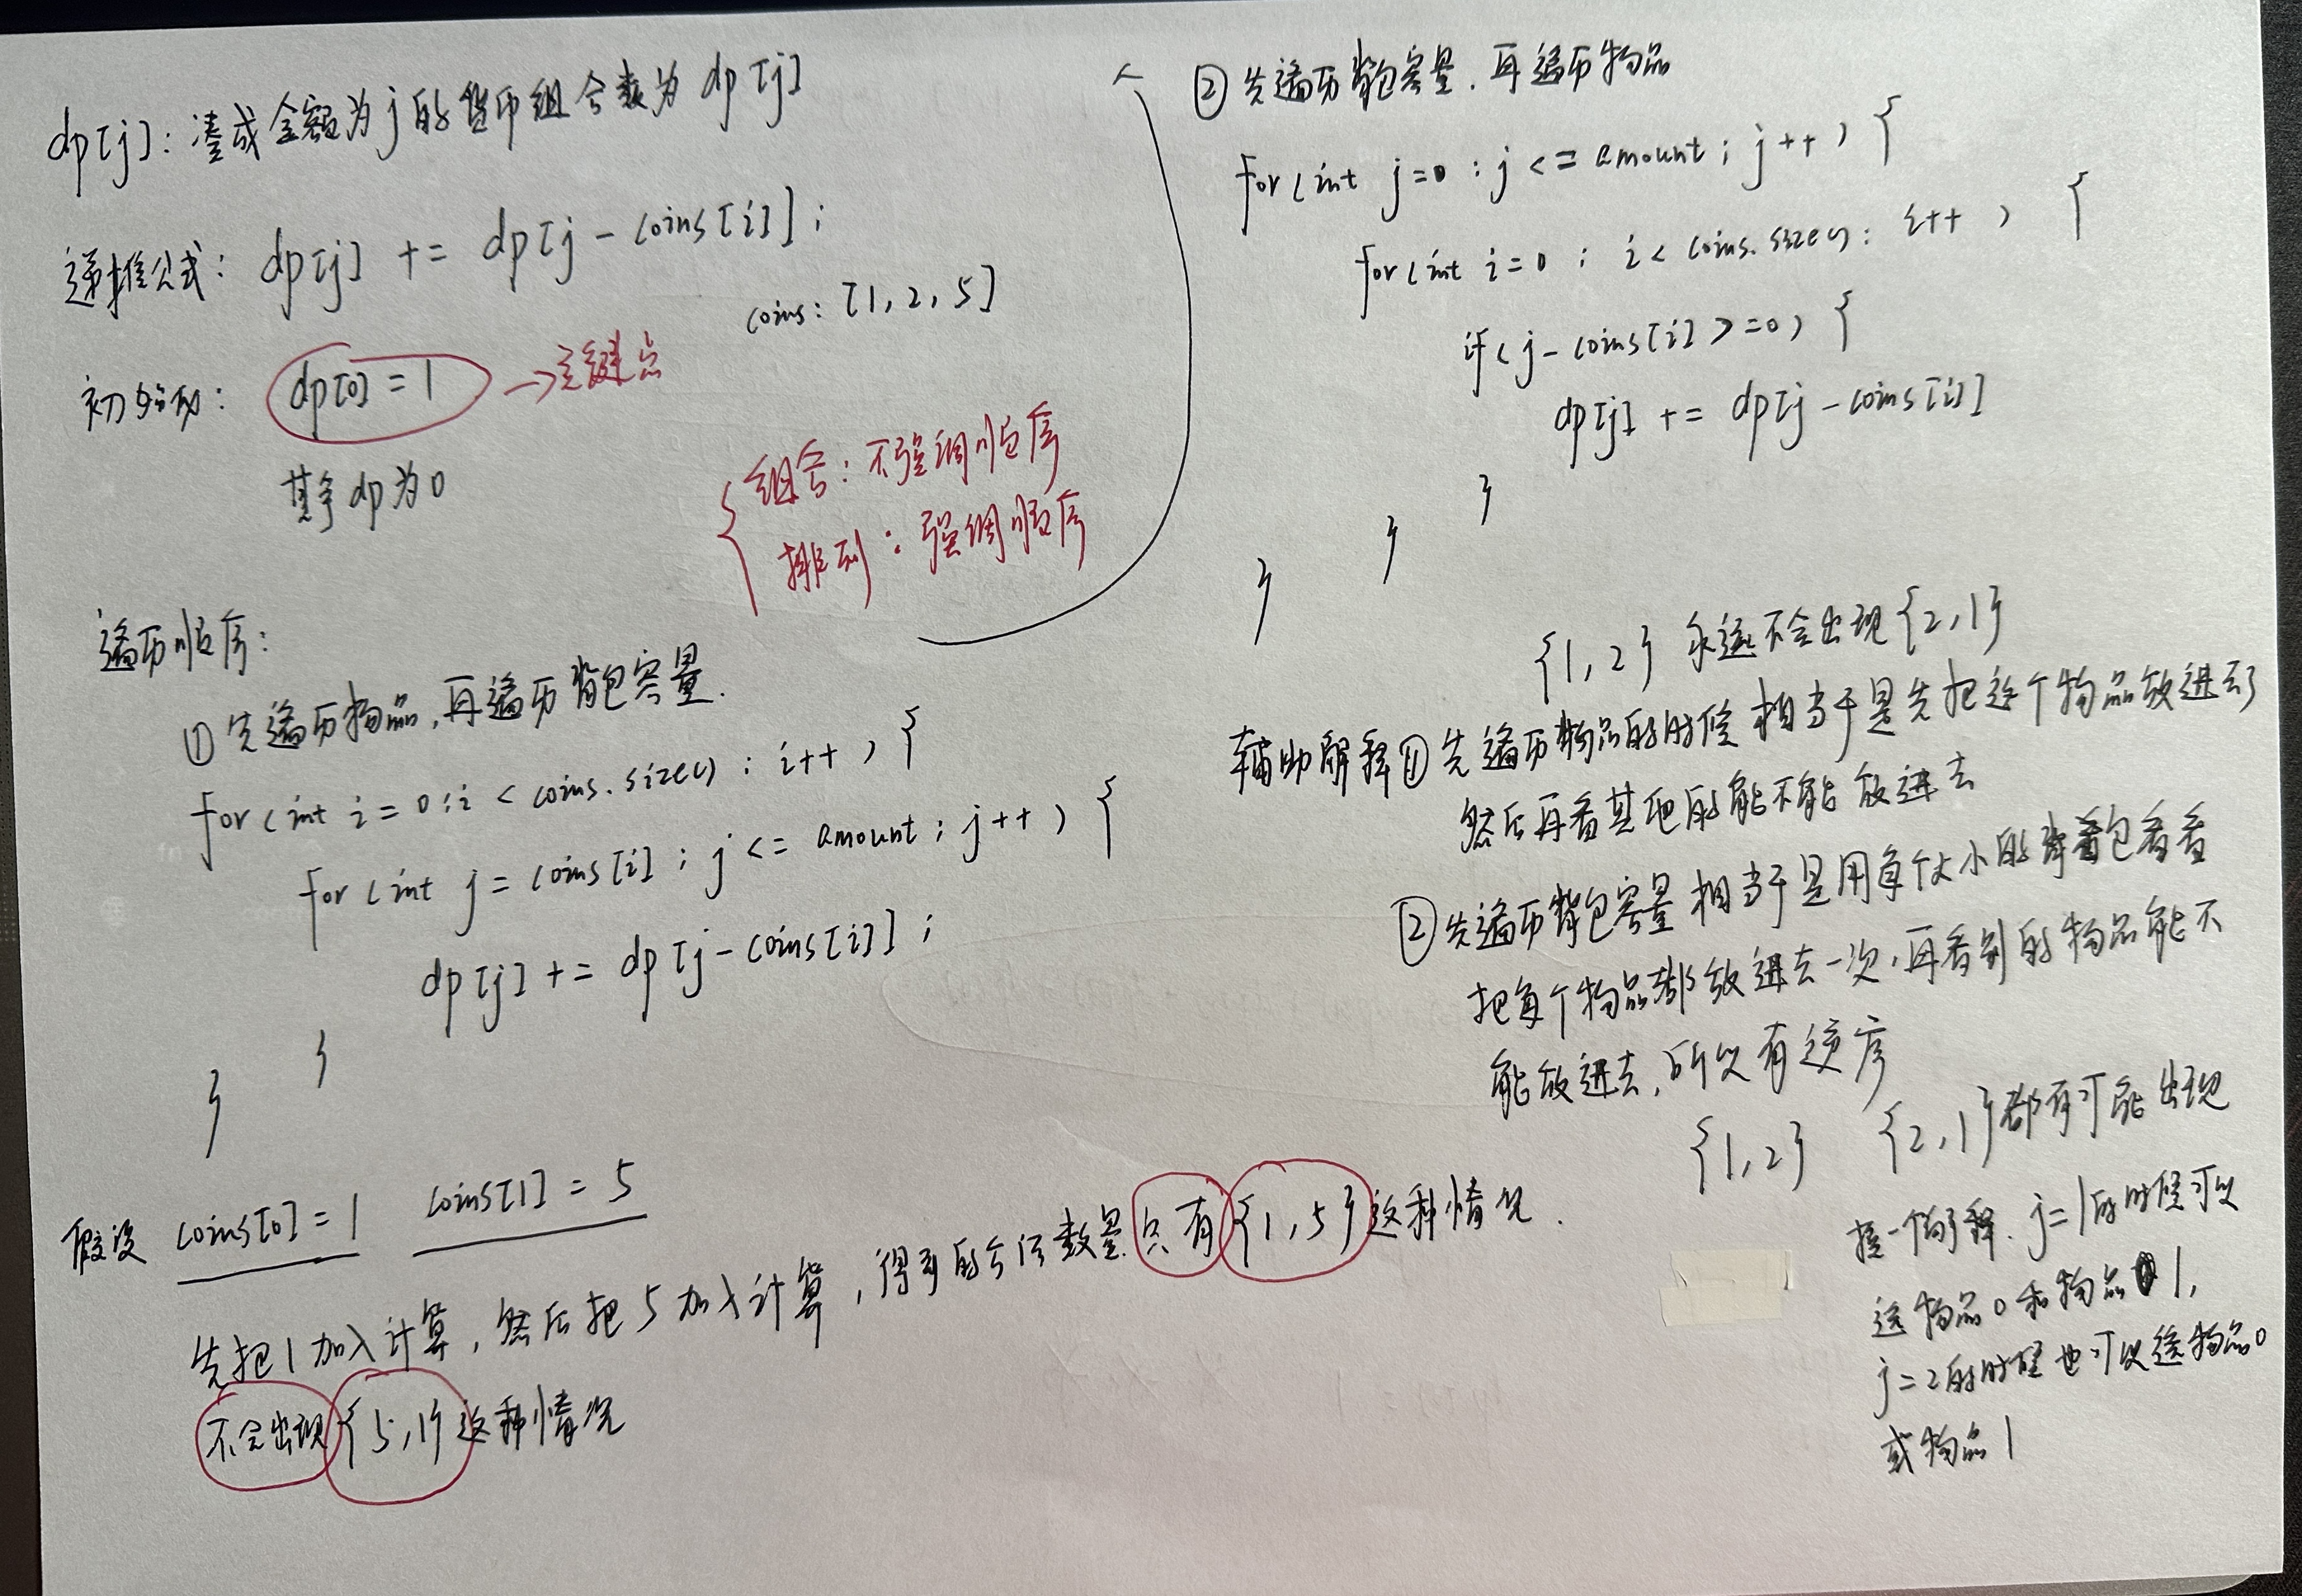 dp[j]: 凑成金额为j的货币组合数为 dp[j]
递推公式: dp[j] += dp[j - coins[i]];
coins: [1, 2, 5]
初始化: dp[0] = 1 → 关键点
其余 dp 为 0
{ 组合: 不强调顺序
排列: 强调顺序
遍历顺序:
① 先遍历物品, 再遍历背包容量.
for (int i = 0; i < coins.size(); i++) {
for (int j = coins[i]; j <= amount; j++) {
dp[j] += dp[j - coins[i]];
}
}
假设 coins[0] = 1 coins[1] = 5
先把1加入计算, 然后把5加入计算, 得到的方法数量. 只有 {1, 5} 这种情况.
不会出现 {5, 1} 这种情况
② 先遍历背包容量. 再遍历物品
for (int j=0; j <= amount; j++) {
for (int i=0; i < coins.size(); i++) {
if (j - coins[i] >=0) {
dp[j] += dp[j - coins[i]]
}
}
}
{1, 2} 永远不会出现 {2, 1}
辅助解释 ① 先遍历物品的时候 相当于是先把这个物品放进去了
然后再看其他的能不能放进去
② 先遍历背包容量 相当于是用每个大小的背包看看
把每个物品都放进去一次, 再看别的物品能不
能放进去, 所以有逆序
{1, 2} {2, 1} 都有可能出现
换一个解释. j=1的时候可以
选物品0和物品1,
j=2的时候也可以选物品0
或物品1